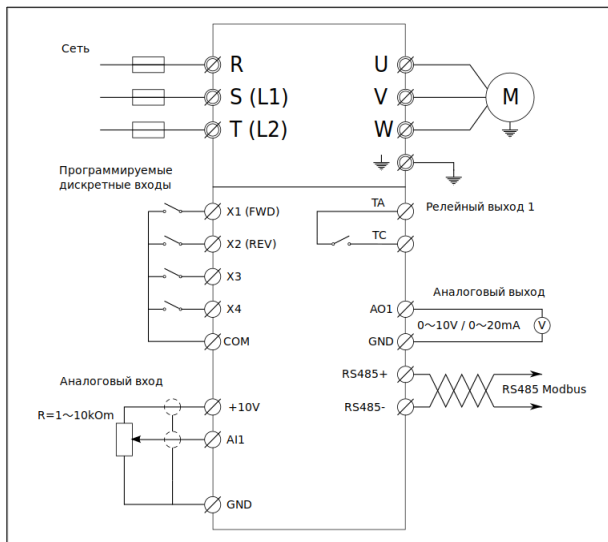 Сеть
R
U
S (L1)
V
M
T (L2)
W
Программируемые
дискретные входы
X1 (FWD)
TA
Релейный выход 1
X2 (REV)
TC
X3
X4
Аналоговый выход
AO1
0～10V / 0～20mA
V
COM
GND
RS485+
RS485 Modbus
Аналоговый вход
+10V
RS485-
R=1～10kOm
AI1
GND